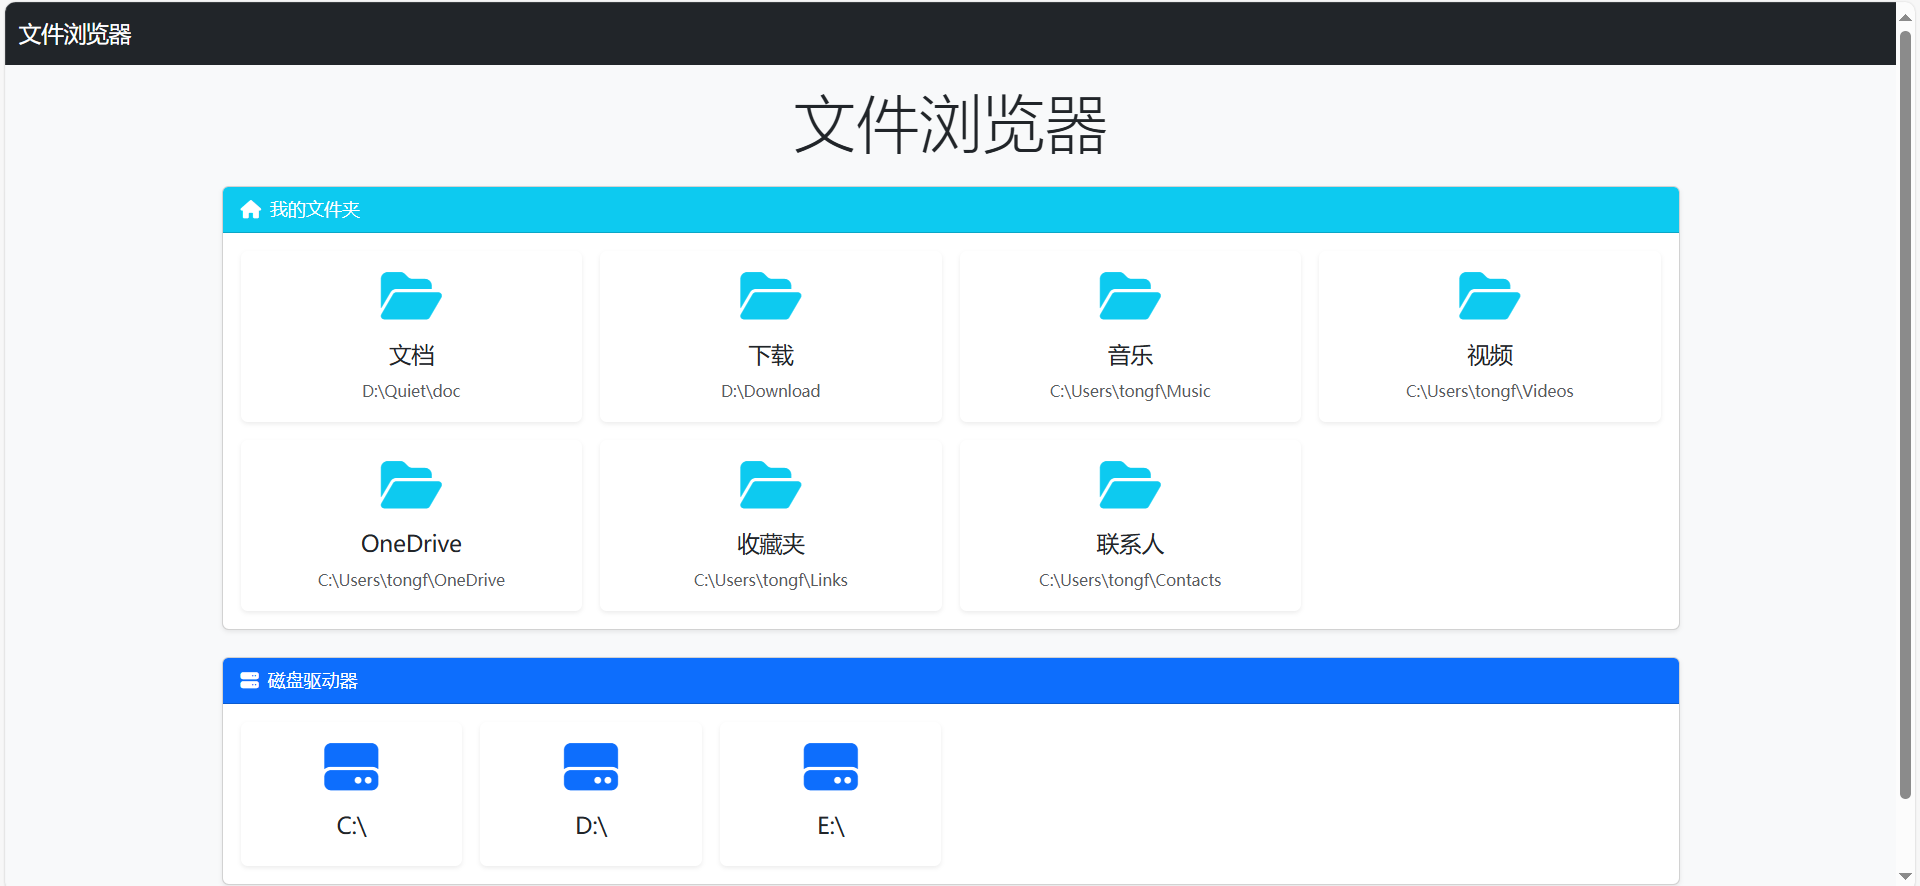 文件浏览器
文件浏览器
我的文件夹
文档
D:\Quiet\doc
下载
D:\Download
音乐
C:\Users\tongf\Music
视频
C:\Users\tongf\Videos
OneDrive
C:\Users\tongf\OneDrive
收藏夹
C:\Users\tongf\Links
联系人
C:\Users\tongf\Contacts
磁盘驱动器
C:\
D:\
E:\